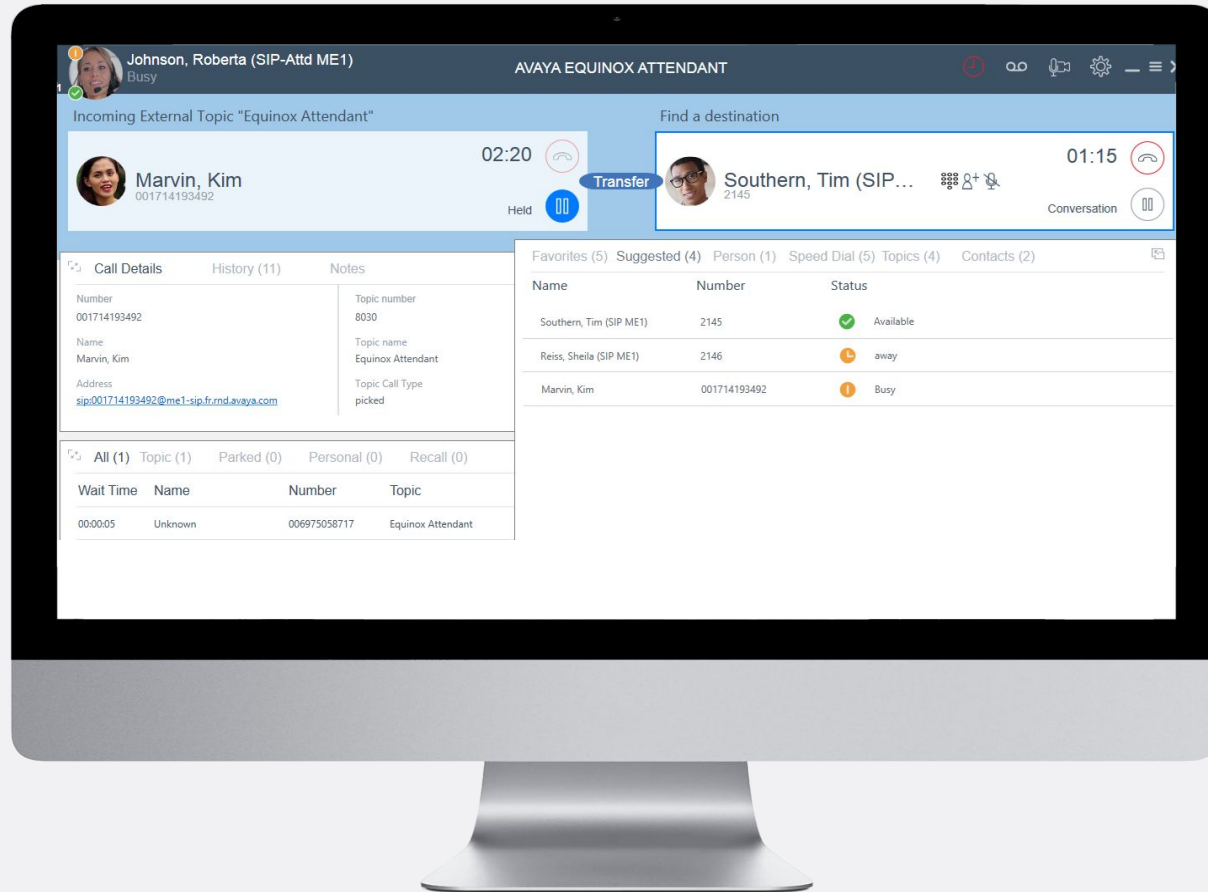 Johnson, Roberta (SIP-Attd ME1)
Busy
AVAYA EQUINOX ATTENDANT
Incoming External Topic "Equinox Attendant"
Find a destination
Marvin, Kim
001714193492
02:20
Held
Transfer
Southern, Tim (SIP...
2145
01:15
Conversation
Call Details History (11) Notes
Number
001714193492
Name
Marvin, Kim
Address
sip:001714193492@me1-sip.fr.rnd.avaya.com
Topic number
8030
Topic name
Equinox Attendant
Topic Call Type
picked
Favorites (5) Suggested (4) Person (1) Speed Dial (5) Topics (4) Contacts (2)
Name Number Status
Southern, Tim (SIP ME1) 2145 Available
Reiss, Sheila (SIP ME1) 2146 away
Marvin, Kim 001714193492 Busy
All (1) Topic (1) Parked (0) Personal (0) Recall (0)
Wait Time Name Number Topic
00:00:05 Unknown 006975058717 Equinox Attendant